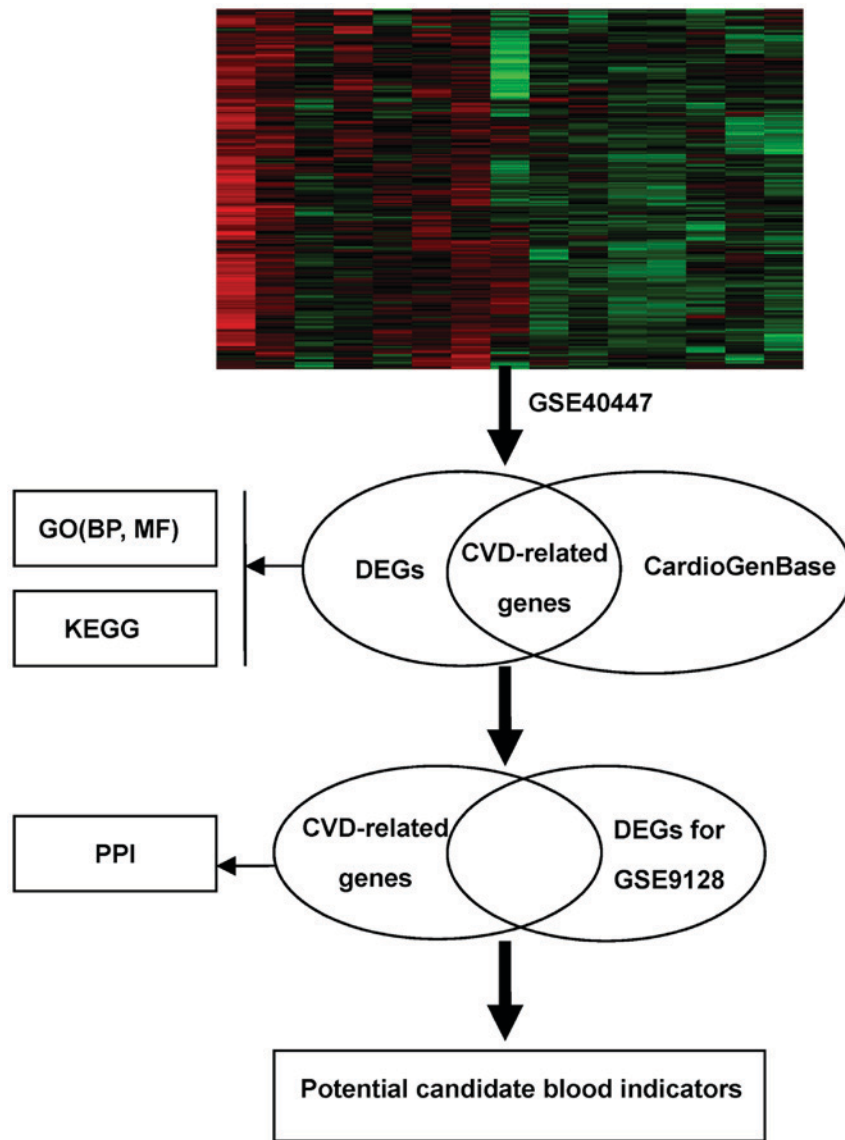 GSE40447
GO(BP, MF)
KEGG
DEGs
CVD-related
genes
CardioGenBase
PPI
CVD-related
genes
DEGs for
GSE9128
Potential candidate blood indicators